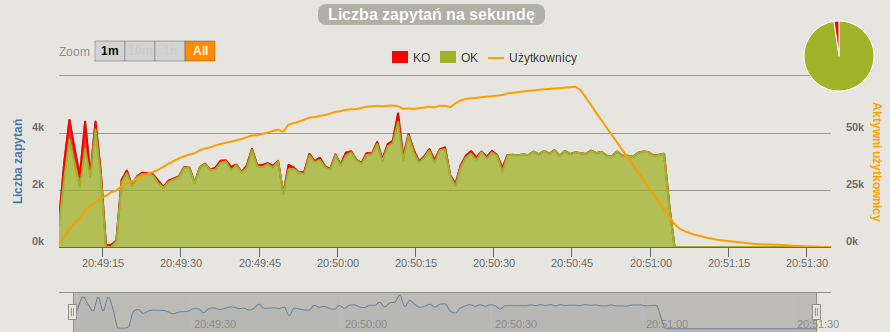 Liczba zapytań na sekundę
Zoom 1m 10m 1h All
KO OK Użytkownicy
Liczba zapytań
4k
2k
0k
50k
25k
0k
Aktywni użytkownicy
20:49:15 20:49:30 20:49:45 20:50:00 20:50:15 20:50:30 20:50:45 20:51:00 20:51:15 20:51:30
20:49:30 20:50:00 20:50:30 20:51:00 20:51:30